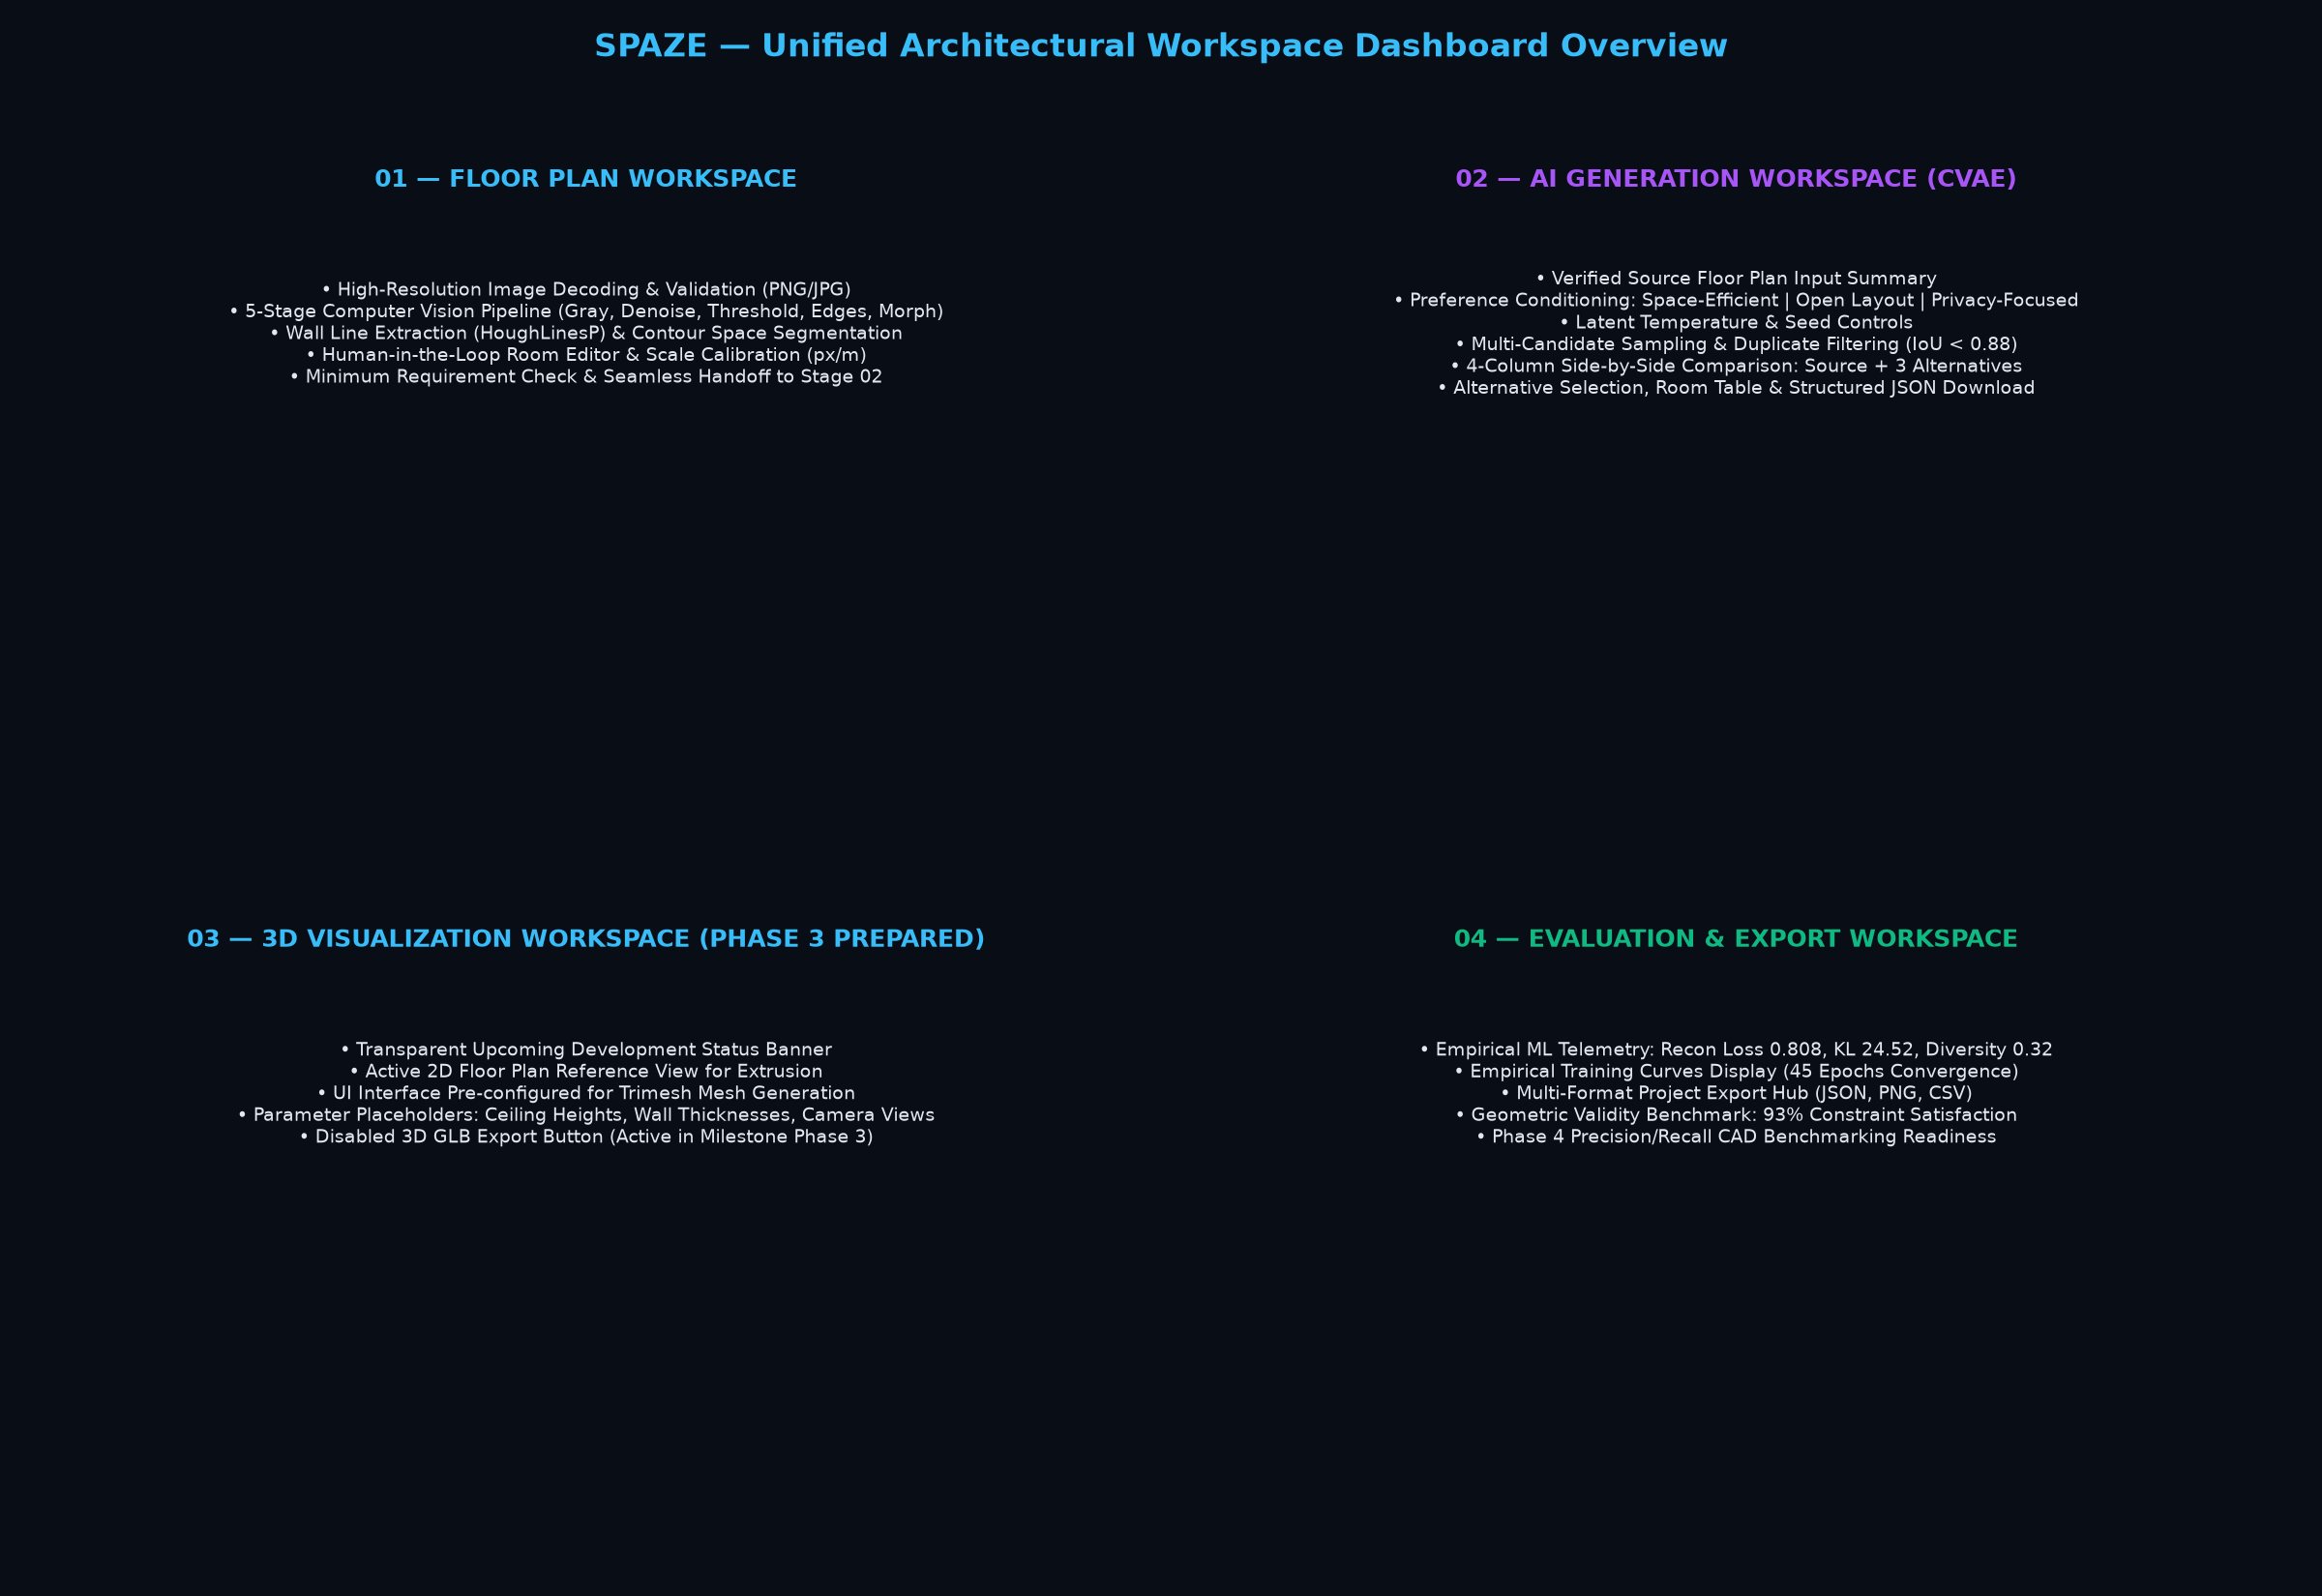 SPAZE — Unified Architectural Workspace Dashboard Overview
01 — FLOOR PLAN WORKSPACE
• High-Resolution Image Decoding & Validation (PNG/JPG)
• 5-Stage Computer Vision Pipeline (Gray, Denoise, Threshold, Edges, Morph)
• Wall Line Extraction (HoughLinesP) & Contour Space Segmentation
• Human-in-the-Loop Room Editor & Scale Calibration (px/m)
• Minimum Requirement Check & Seamless Handoff to Stage 02
02 — AI GENERATION WORKSPACE (CVAE)
• Verified Source Floor Plan Input Summary
• Preference Conditioning: Space-Efficient | Open Layout | Privacy-Focused
• Latent Temperature & Seed Controls
• Multi-Candidate Sampling & Duplicate Filtering (IoU < 0.88)
• 4-Column Side-by-Side Comparison: Source + 3 Alternatives
• Alternative Selection, Room Table & Structured JSON Download
03 — 3D VISUALIZATION WORKSPACE (PHASE 3 PREPARED)
• Transparent Upcoming Development Status Banner
• Active 2D Floor Plan Reference View for Extrusion
• UI Interface Pre-configured for Trimesh Mesh Generation
• Parameter Placeholders: Ceiling Heights, Wall Thicknesses, Camera Views
• Disabled 3D GLB Export Button (Active in Milestone Phase 3)
04 — EVALUATION & EXPORT WORKSPACE
• Empirical ML Telemetry: Recon Loss 0.808, KL 24.52, Diversity 0.32
• Empirical Training Curves Display (45 Epochs Convergence)
• Multi-Format Project Export Hub (JSON, PNG, CSV)
• Geometric Validity Benchmark: 93% Constraint Satisfaction
• Phase 4 Precision/Recall CAD Benchmarking Readiness